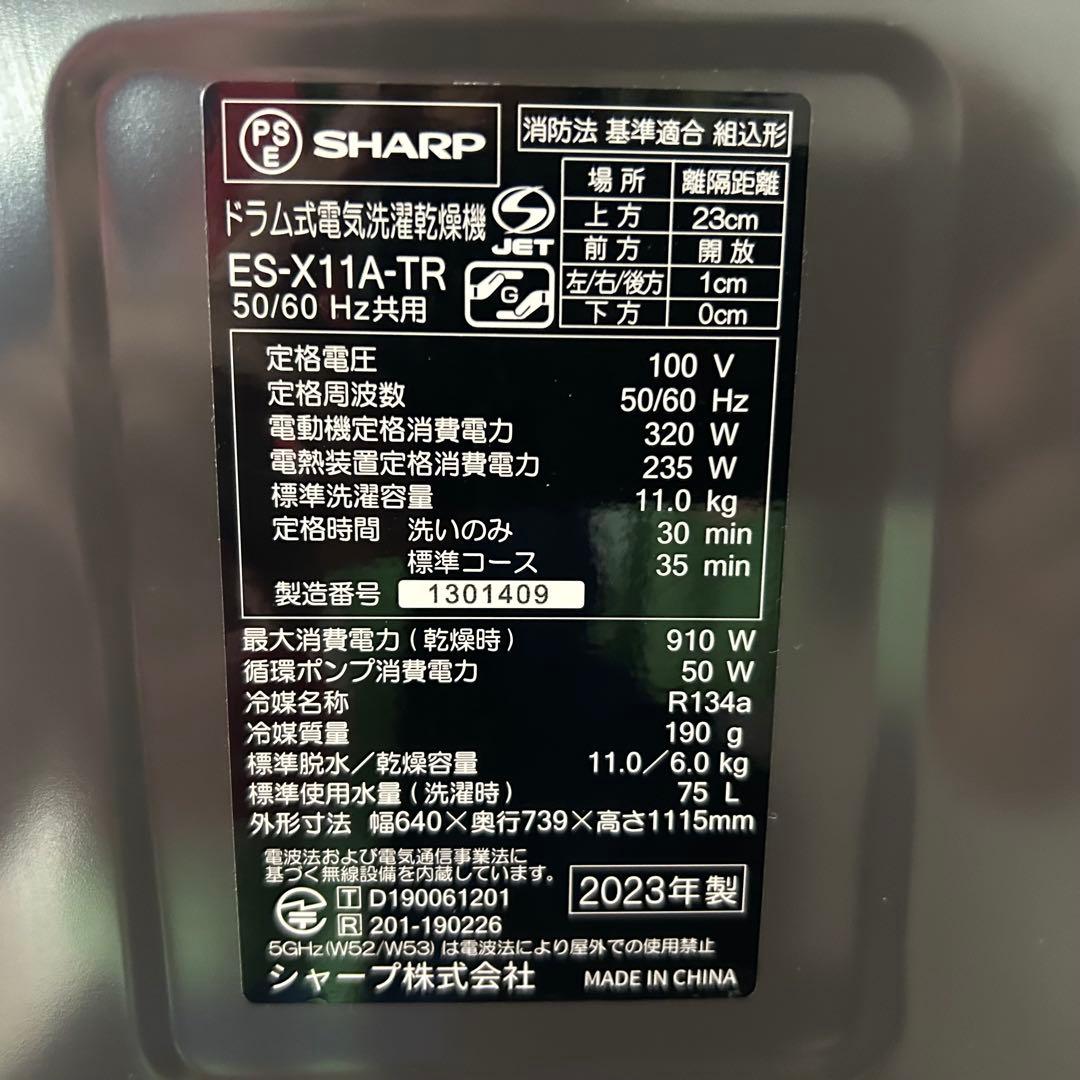 PSE SHARP
消防法 基準適合 組込形
場所 離隔距離
上方 23cm
前方 開放
左/右/後方 1cm
下方 0cm
ドラム式電気洗濯乾燥機
JET
ES-X11A-TR
G
50/60 Hz共用
定格電圧 100 V
定格周波数 50/60 Hz
電動機定格消費電力 320 W
電熱装置定格消費電力 235 W
標準洗濯容量 11.0 kg
定格時間 洗いのみ 30 min
標準コース 35 min
製造番号 1301409
最大消費電力(乾燥時) 910 W
循環ポンプ消費電力 50 W
冷媒名称 R134a
冷媒質量 190 g
標準脱水/乾燥容量 11.0/6.0 kg
標準使用水量(洗濯時) 75 L
外形寸法 幅640×奥行739×高さ1115mm
電波法および電気通信事業法に
基づく無線設備を内蔵しています。
T D190061201
R 201-190226
2023年製
5GHz(W52/W53)は電波法により屋外での使用禁止
シャープ株式会社 MADE IN CHINA